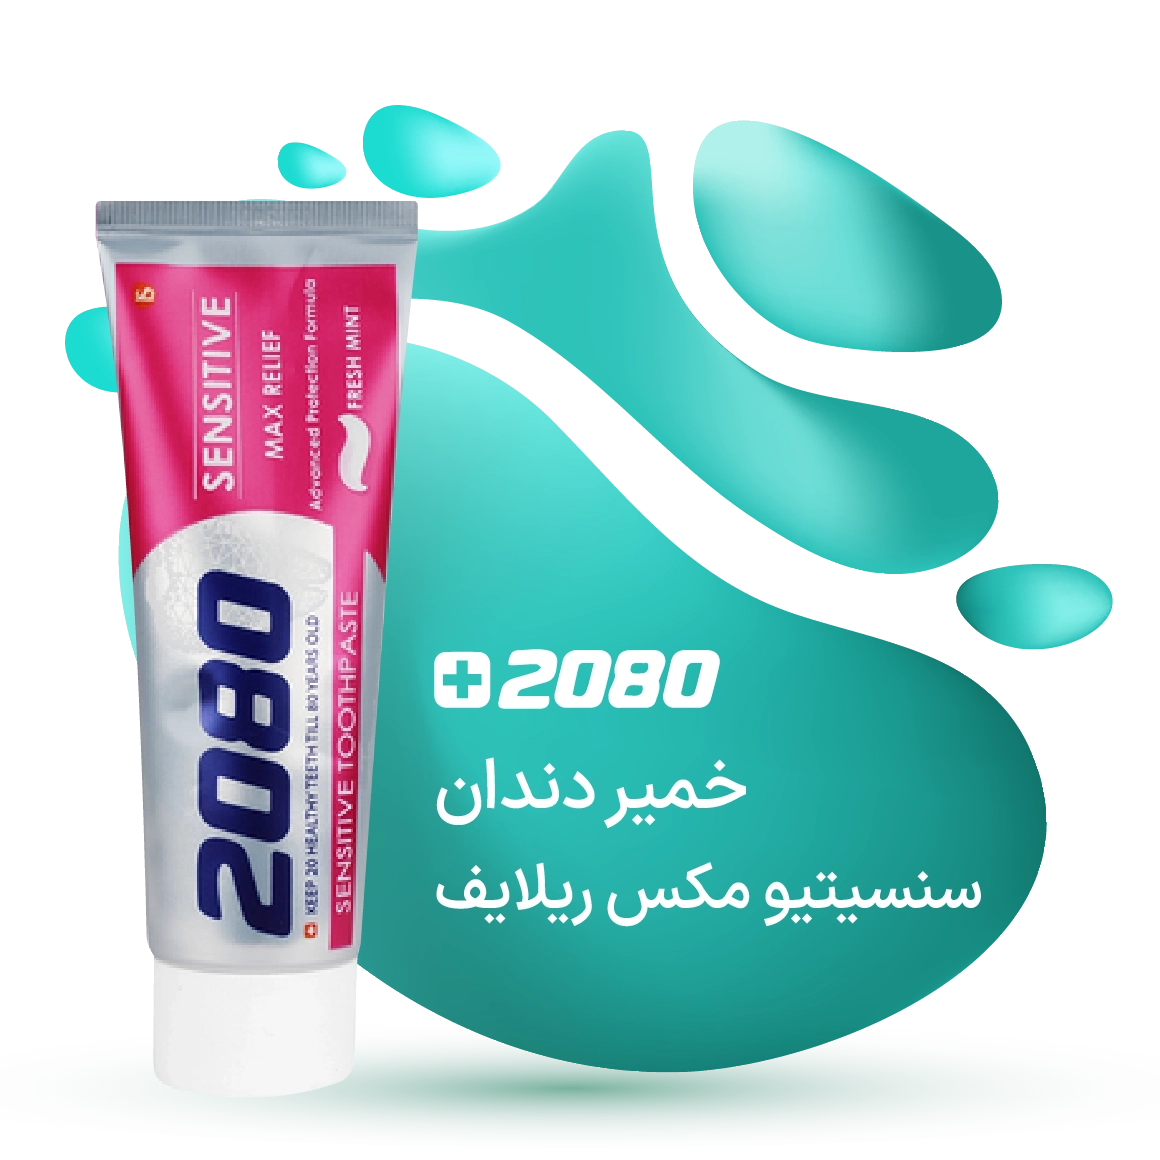 SENSITIVE
MAX RELIEF
Advanced Protection Formula
FRESH MINT
2080
KEEP 20 HEALTHY TEETH TILL 80 YEARS OLD
SENSITIVE TOOTHPASTE
2080
خمیر دندان
سنسیتیو مکس ریلایف